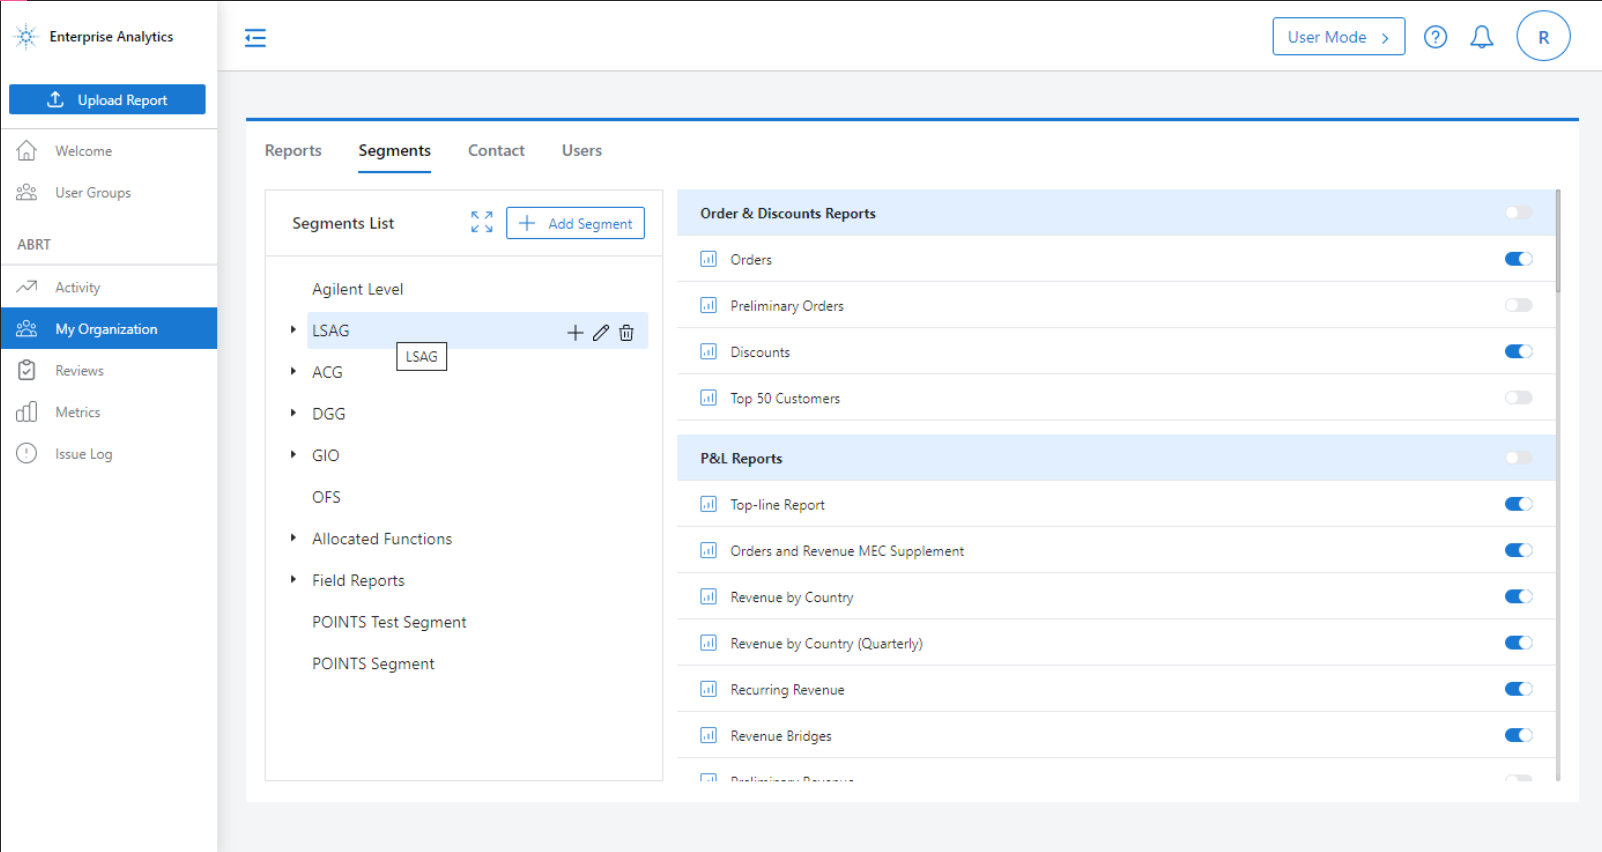 Enterprise Analytics
User Mode
R
Upload Report
Welcome
User Groups
ABRT
Activity
My Organization
Reviews
Metrics
Issue Log
Reports Segments Contact Users
Segments List
Add Segment
Agilent Level
LSAG
LSAG
ACG
DGG
GIO
OFS
Allocated Functions
Field Reports
POINTS Test Segment
POINTS Segment
Order & Discounts Reports
Orders
Preliminary Orders
Discounts
Top 50 Customers
P&L Reports
Top-line Report
Orders and Revenue MEC Supplement
Revenue by Country
Revenue by Country (Quarterly)
Recurring Revenue
Revenue Bridges
Preliminary Revenue